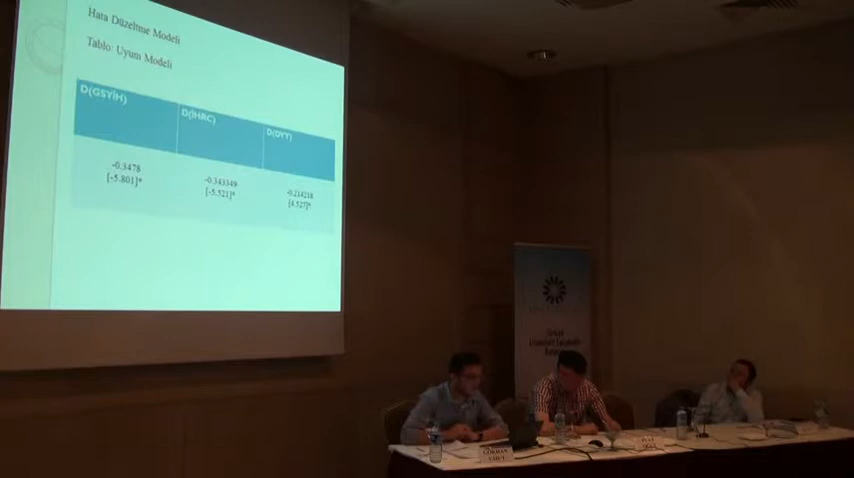 Hata Düzeltme Modeli
Tablo: Uyum Modeli
D(GSYİH) D(İHRC) D(DYY)
-0.3478 -0.343349 -0.214218
[-5.801]* [-5.521]* [4.527]*
GÖKHAN